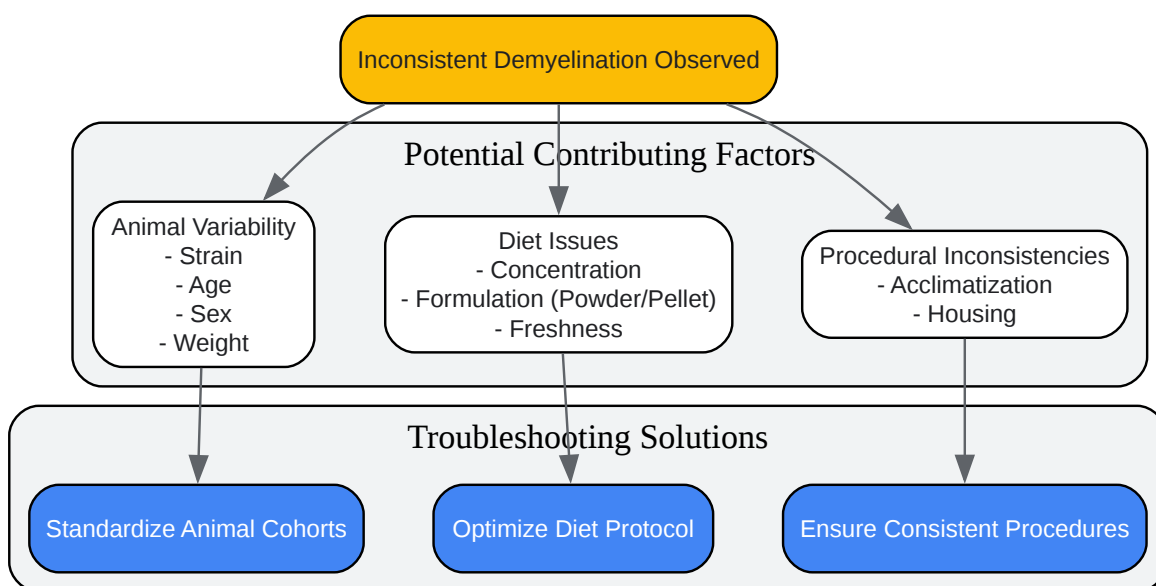 Inconsistent Demyelination Observed
Potential Contributing Factors
Animal Variability
- Strain
- Age
- Sex
- Weight
Diet Issues
- Concentration
- Formulation (Powder/Pellet)
- Freshness
Procedural Inconsistencies
- Acclimatization
- Housing
Troubleshooting Solutions
Standardize Animal Cohorts
Optimize Diet Protocol
Ensure Consistent Procedures